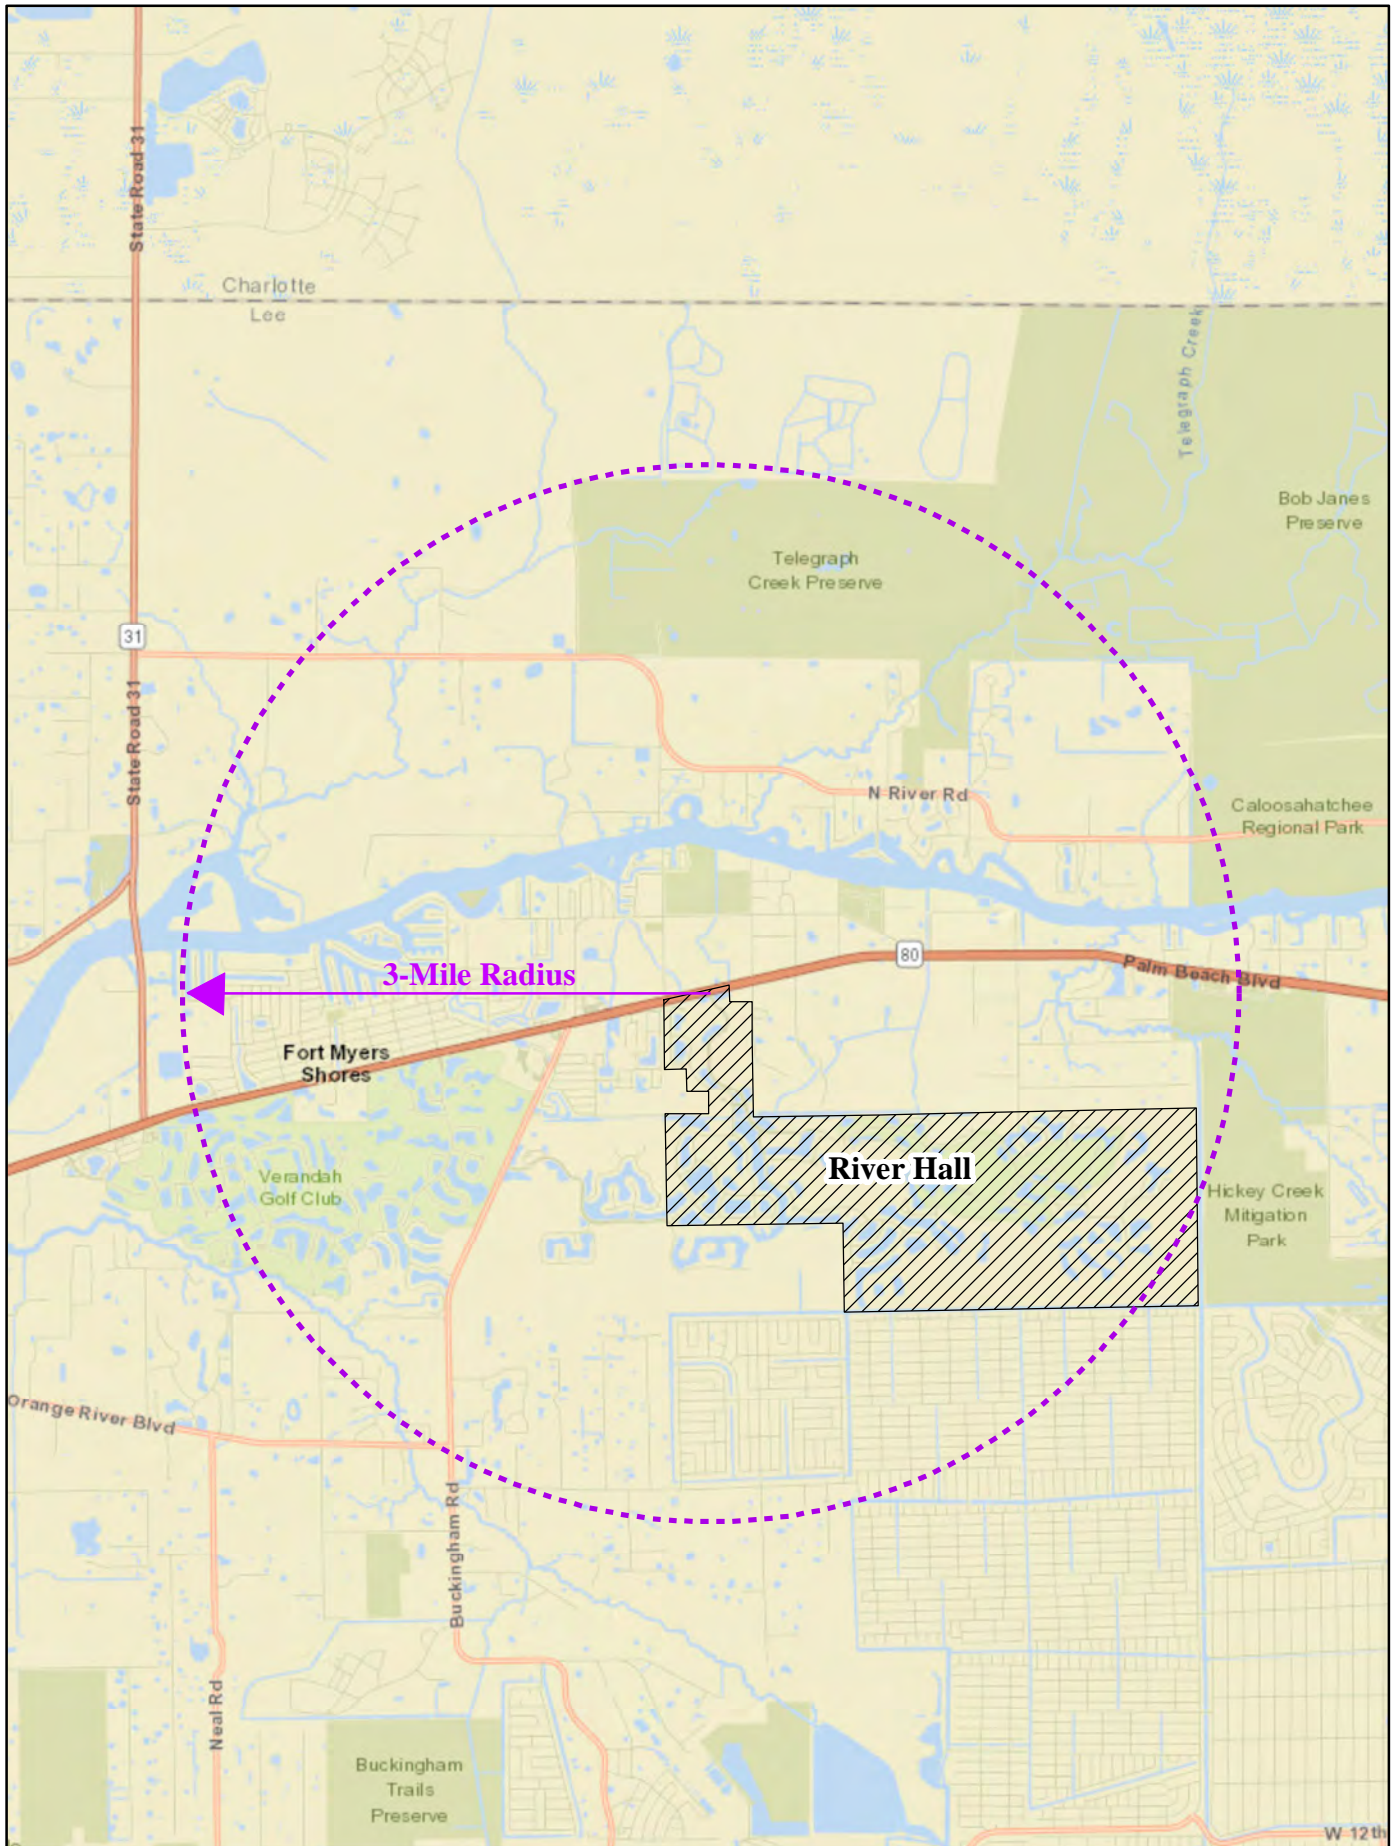 State Road 31
Charlotte
Lee
Telegraph Creek
Bob Janes
Preserve
Telegraph
Creek Preserve
31
State Road 31
N River Rd
Caloosahatchee
Regional Park
80
Palm Beach Blvd
3-Mile Radius
Fort Myers
Shores
Verandah
Golf Club
River Hall
Hickey Creek
Mitigation
Park
Orange River Blvd
Buckingham Rd
Neal Rd
Buckingham
Trails
Preserve
W 12th